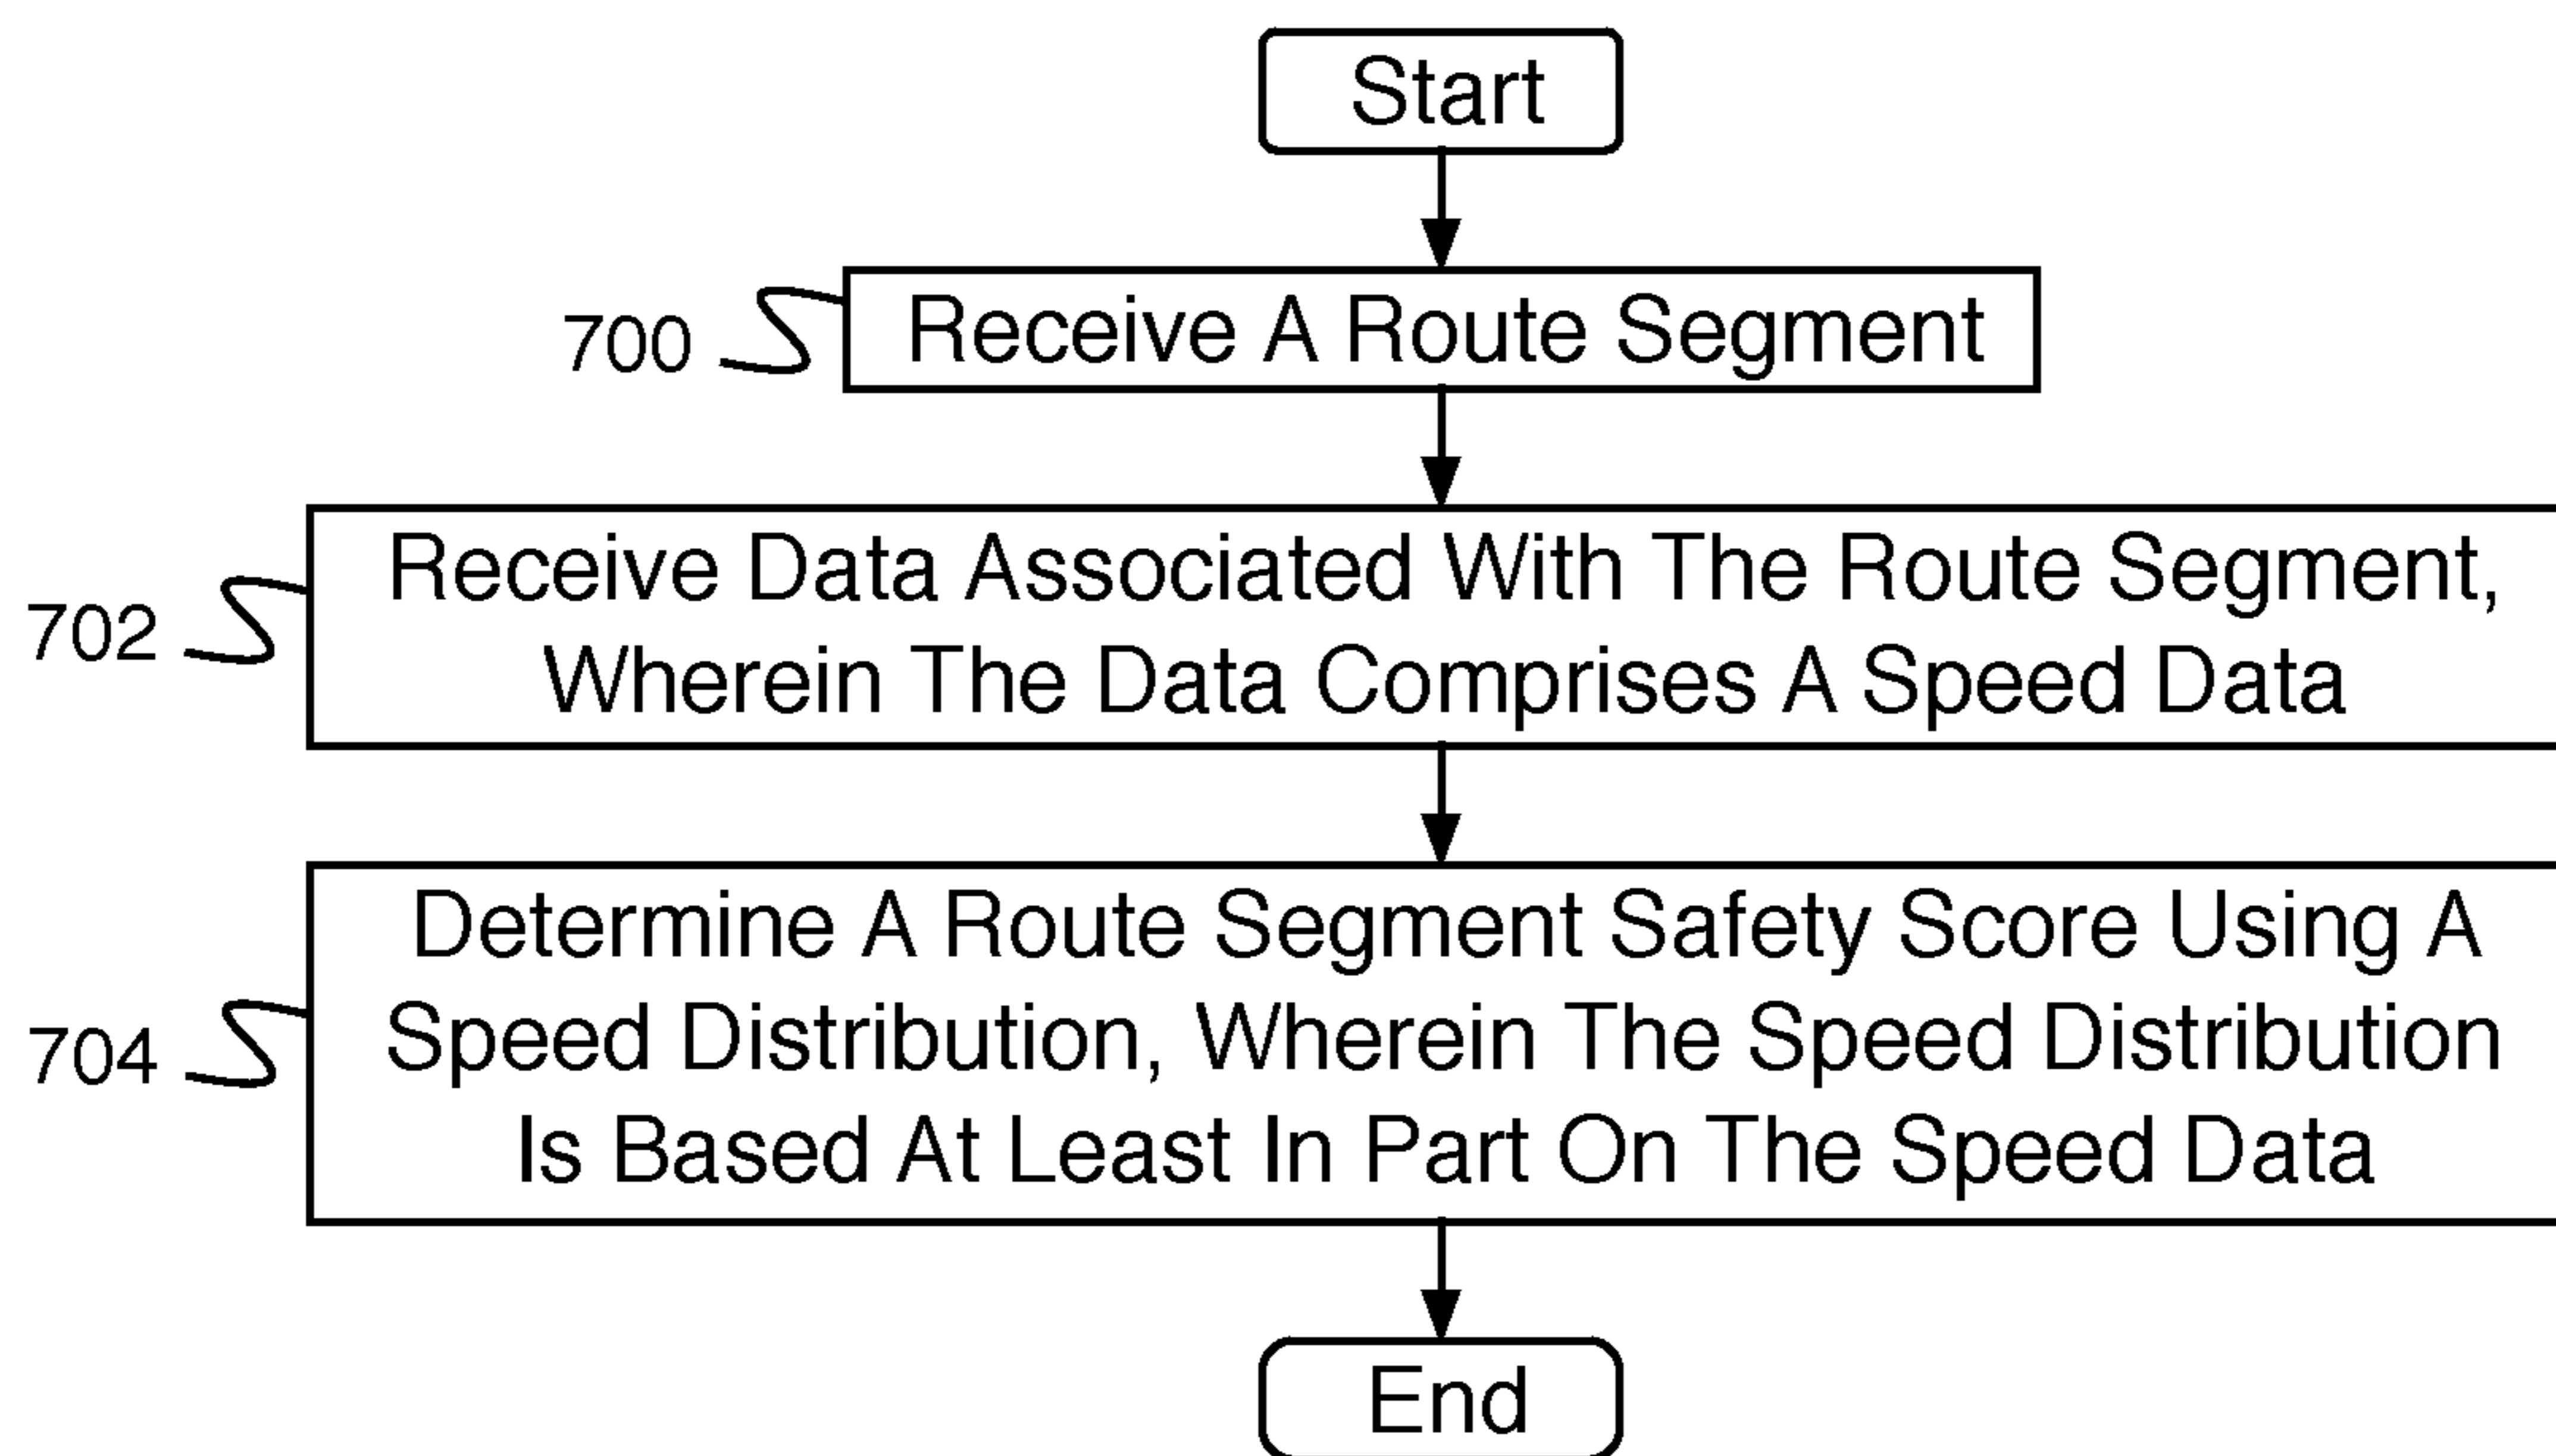 Start
700
Receive A Route Segment
702
Receive Data Associated With The Route Segment,
Wherein The Data Comprises A Speed Data
704
Determine A Route Segment Safety Score Using A
Speed Distribution, Wherein The Speed Distribution
Is Based At Least In Part On The Speed Data
End